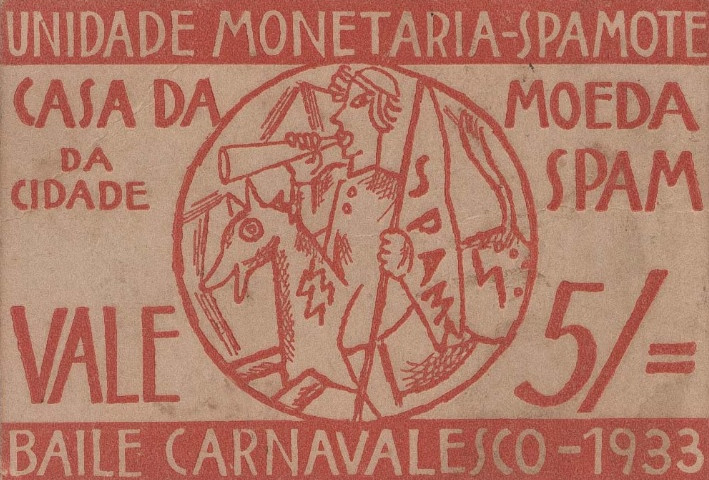 UNIDADE MONETARIA-SPAMOTE
CASA DA MOEDA
DA CIDADE SPAM
SPAM
VALE 5/=
BAILE CARNAVALESCO-1933